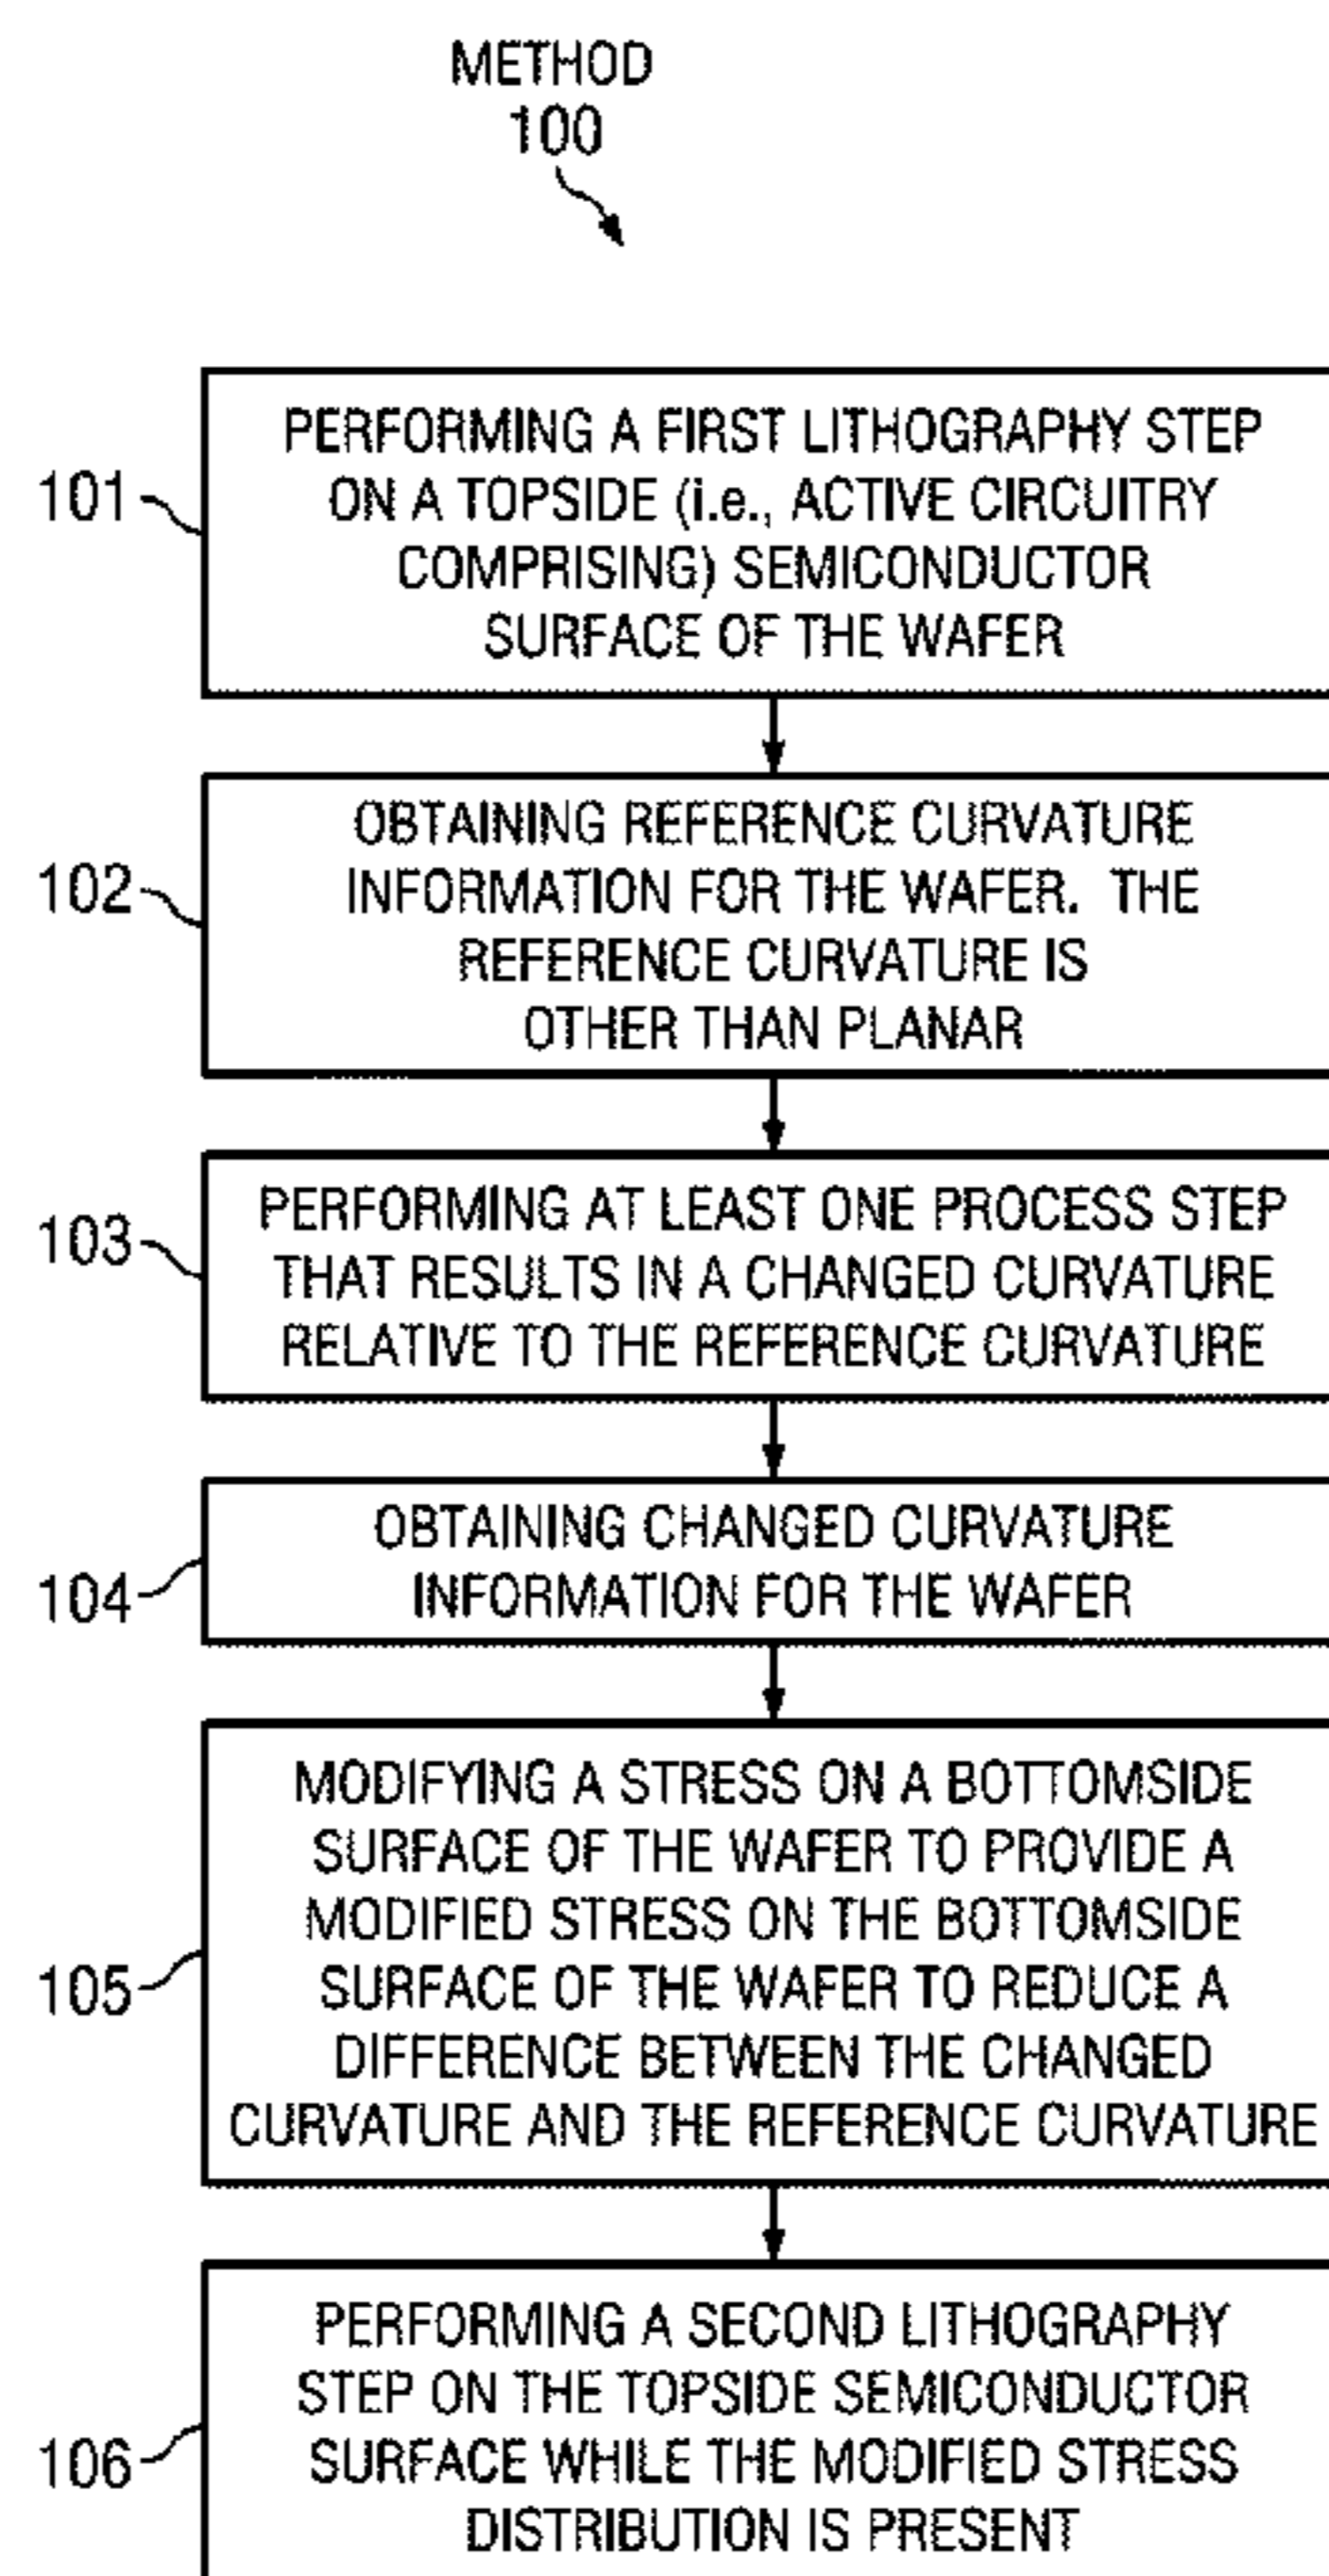 METHOD
100
101
PERFORMING A FIRST LITHOGRAPHY STEP
ON A TOPSIDE (i.e., ACTIVE CIRCUITRY
COMPRISING) SEMICONDUCTOR
SURFACE OF THE WAFER
102
OBTAINING REFERENCE CURVATURE
INFORMATION FOR THE WAFER. THE
REFERENCE CURVATURE IS
OTHER THAN PLANAR
103
PERFORMING AT LEAST ONE PROCESS STEP
THAT RESULTS IN A CHANGED CURVATURE
RELATIVE TO THE REFERENCE CURVATURE
104
OBTAINING CHANGED CURVATURE
INFORMATION FOR THE WAFER
105
MODIFYING A STRESS ON A BOTTOMSIDE
SURFACE OF THE WAFER TO PROVIDE A
MODIFIED STRESS ON THE BOTTOMSIDE
SURFACE OF THE WAFER TO REDUCE A
DIFFERENCE BETWEEN THE CHANGED
CURVATURE AND THE REFERENCE CURVATURE
106
PERFORMING A SECOND LITHOGRAPHY
STEP ON THE TOPSIDE SEMICONDUCTOR
SURFACE WHILE THE MODIFIED STRESS
DISTRIBUTION IS PRESENT